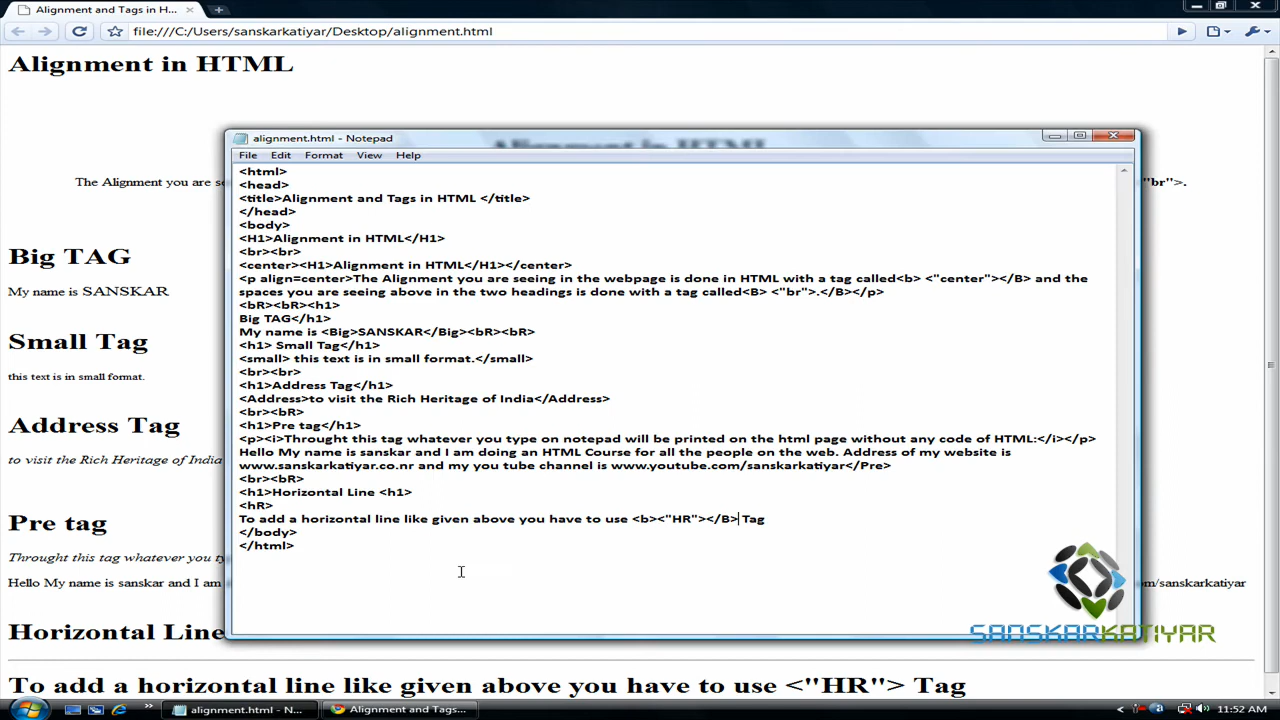 Alignment and Tags in H...
file:///C:/Users/sanskarkatiyar/Desktop/alignment.html
Alignment in HTML
alignment.html - Notepad
File Edit Format View Help
<html>
<head>
<title>Alignment and Tags in HTML </title>
</head>
<body>
<H1>Alignment in HTML</H1>
<br><br>
<center><H1>Alignment in HTML</H1></center>
<p align=center>The Alignment you are seeing in the webpage is done in HTML with a tag called<b> <"center"></B> and the
spaces you are seeing above in the two headings is done with a tag called<B> <"br">.</B></p>
<bR><bR><h1>
Big TAG</h1>
My name is <Big>SANSKAR</Big><bR><bR>
<h1> Small Tag</h1>
<small> this text is in small format.</small>
<br><br>
<h1>Address Tag</h1>
<Address>to visit the Rich Heritage of India</Address>
<br><bR>
<h1>Pre tag</h1>
<p><i>Throught this tag whatever you type on notepad will be printed on the html page without any code of HTML:</i></p>
Hello My name is sanskar and I am doing an HTML Course for all the people on the web. Address of my website is
www.sanskarkatiyar.co.nr and my you tube channel is www.youtube.com/sanskarkatiyar</Pre>
<br><bR>
<h1>Horizontal Line <h1>
<hR>
To add a horizontal line like given above you have to use <b><"HR"></B> Tag
</body>
</html>
The Alignment you are se
"br">.
Big TAG
My name is SANSKAR
Small Tag
this text is in small format.
Address Tag
to visit the Rich Heritage of India
Pre tag
Throught this tag whatever you ty
Hello My name is sanskar and I am
om/sanskarkatiyar
Horizontal Line
To add a horizontal line like given above you have to use <"HR"> Tag
SANSKARKATIYAR
alignment.html - N...
Alignment and Tags...
11:52 AM